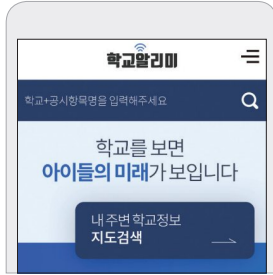 학교알리미
학교+공시항목명을 입력해주세요
학교를 보면
아이들의 미래가 보입니다
내 주변 학교정보
지도검색